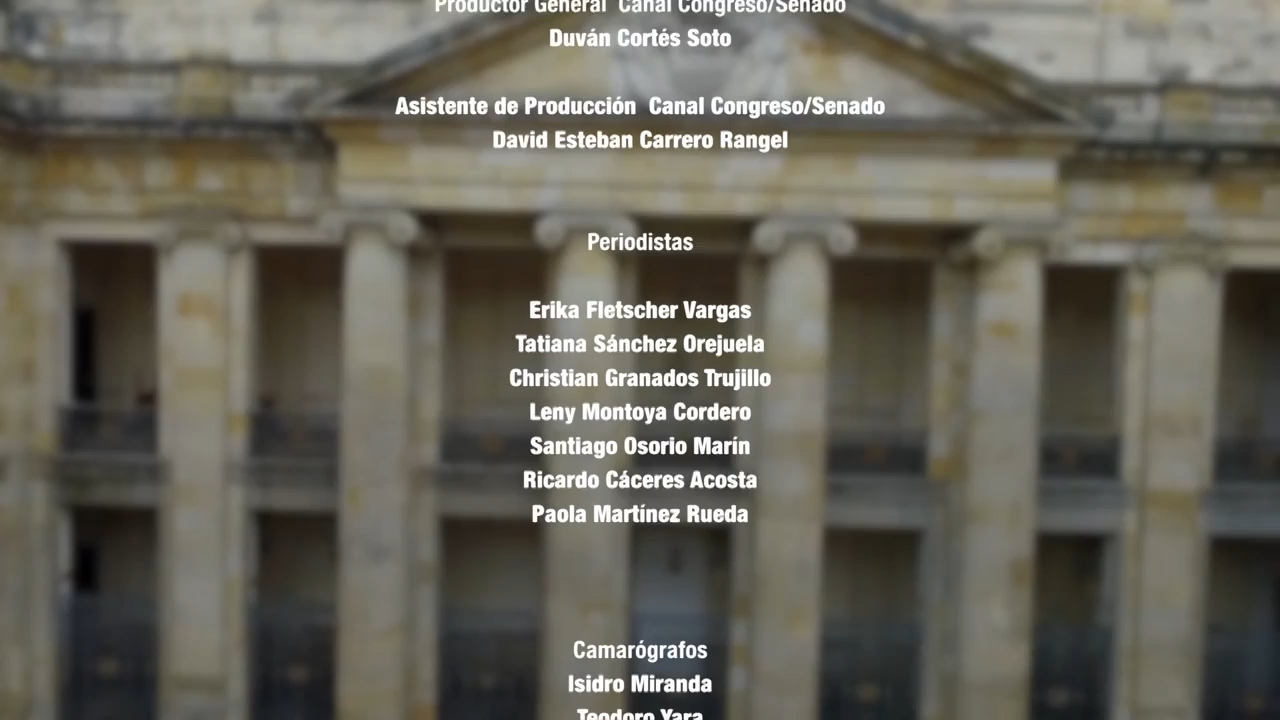 Productor General Canal Congreso/Senado
Duván Cortés Soto
Asistente de Producción Canal Congreso/Senado
David Esteban Carrero Rangel
Periodistas
Erika Fletscher Vargas
Tatiana Sánchez Orejuela
Christian Granados Trujillo
Leny Montoya Cordero
Santiago Osorio Marín
Ricardo Cáceres Acosta
Paola Martínez Rueda
Camarógrafos
Isidro Miranda
Teodoro Yara